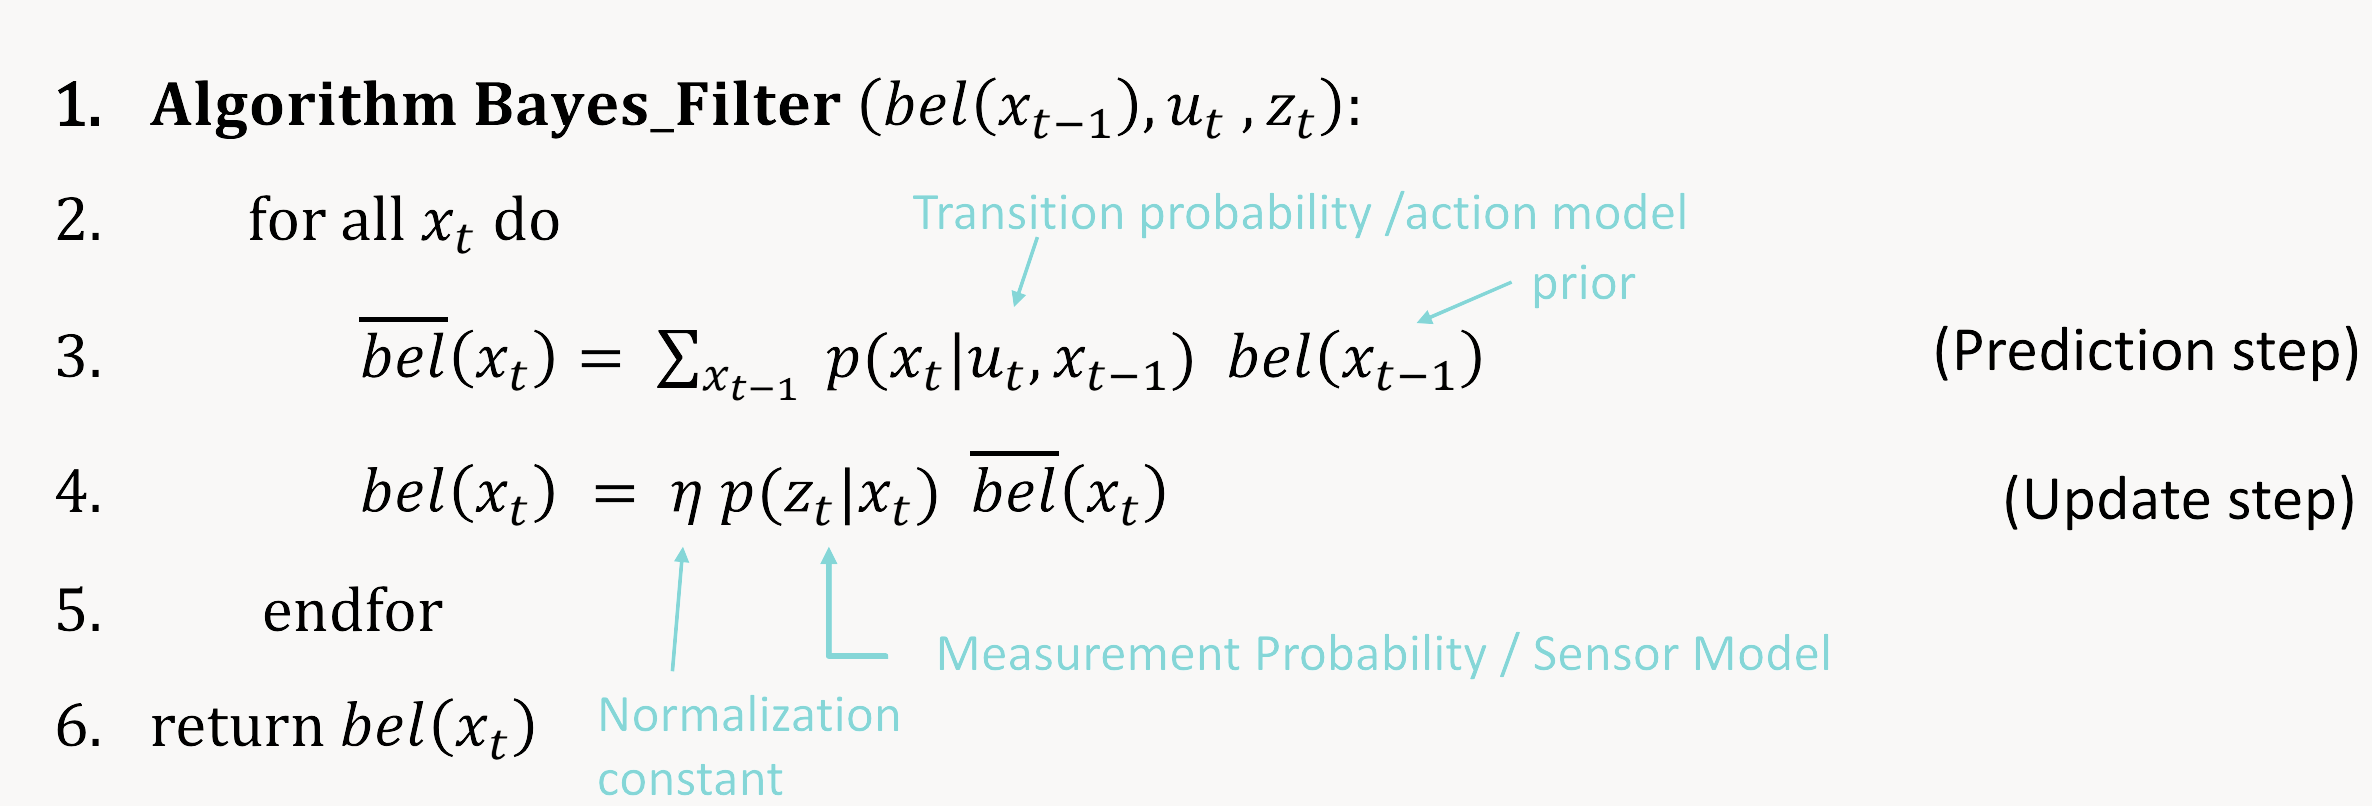 1. Algorithm Bayes_Filter (bel(x_{t−1}), u_t , z_t):
2. for all x_t do
Transition probability /action model
prior
3. \overline{bel}(x_t) = ∑_{x_{t−1}} p(x_t|u_t, x_{t−1}) bel(x_{t−1}) (Prediction step)
4. bel(x_t) = η p(z_t|x_t) \overline{bel}(x_t) (Update step)
5. endfor
Measurement Probability / Sensor Model
6. return bel(x_t)
Normalization
constant